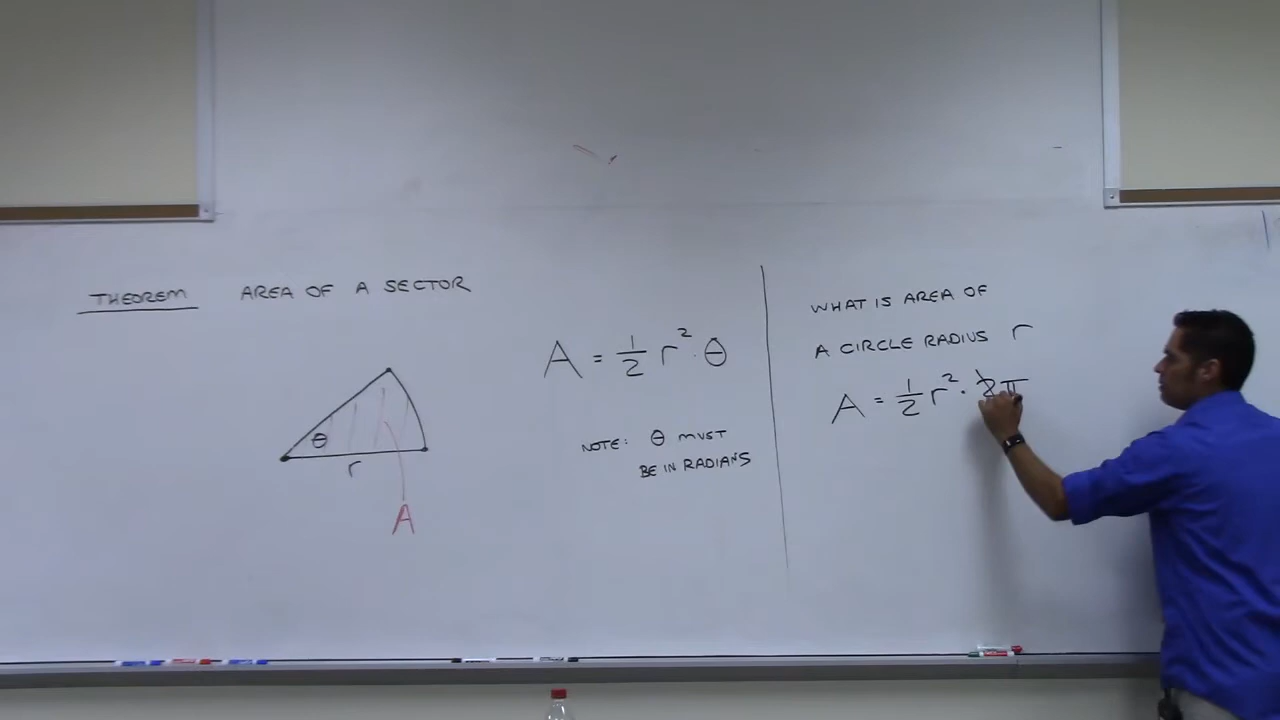 THEOREM AREA OF A SECTOR
θ
r
A
A = 1/2 r² · θ
NOTE: θ MUST
BE IN RADIANS
WHAT IS AREA OF
A CIRCLE RADIUS r
A = 1/2 r² · 2π